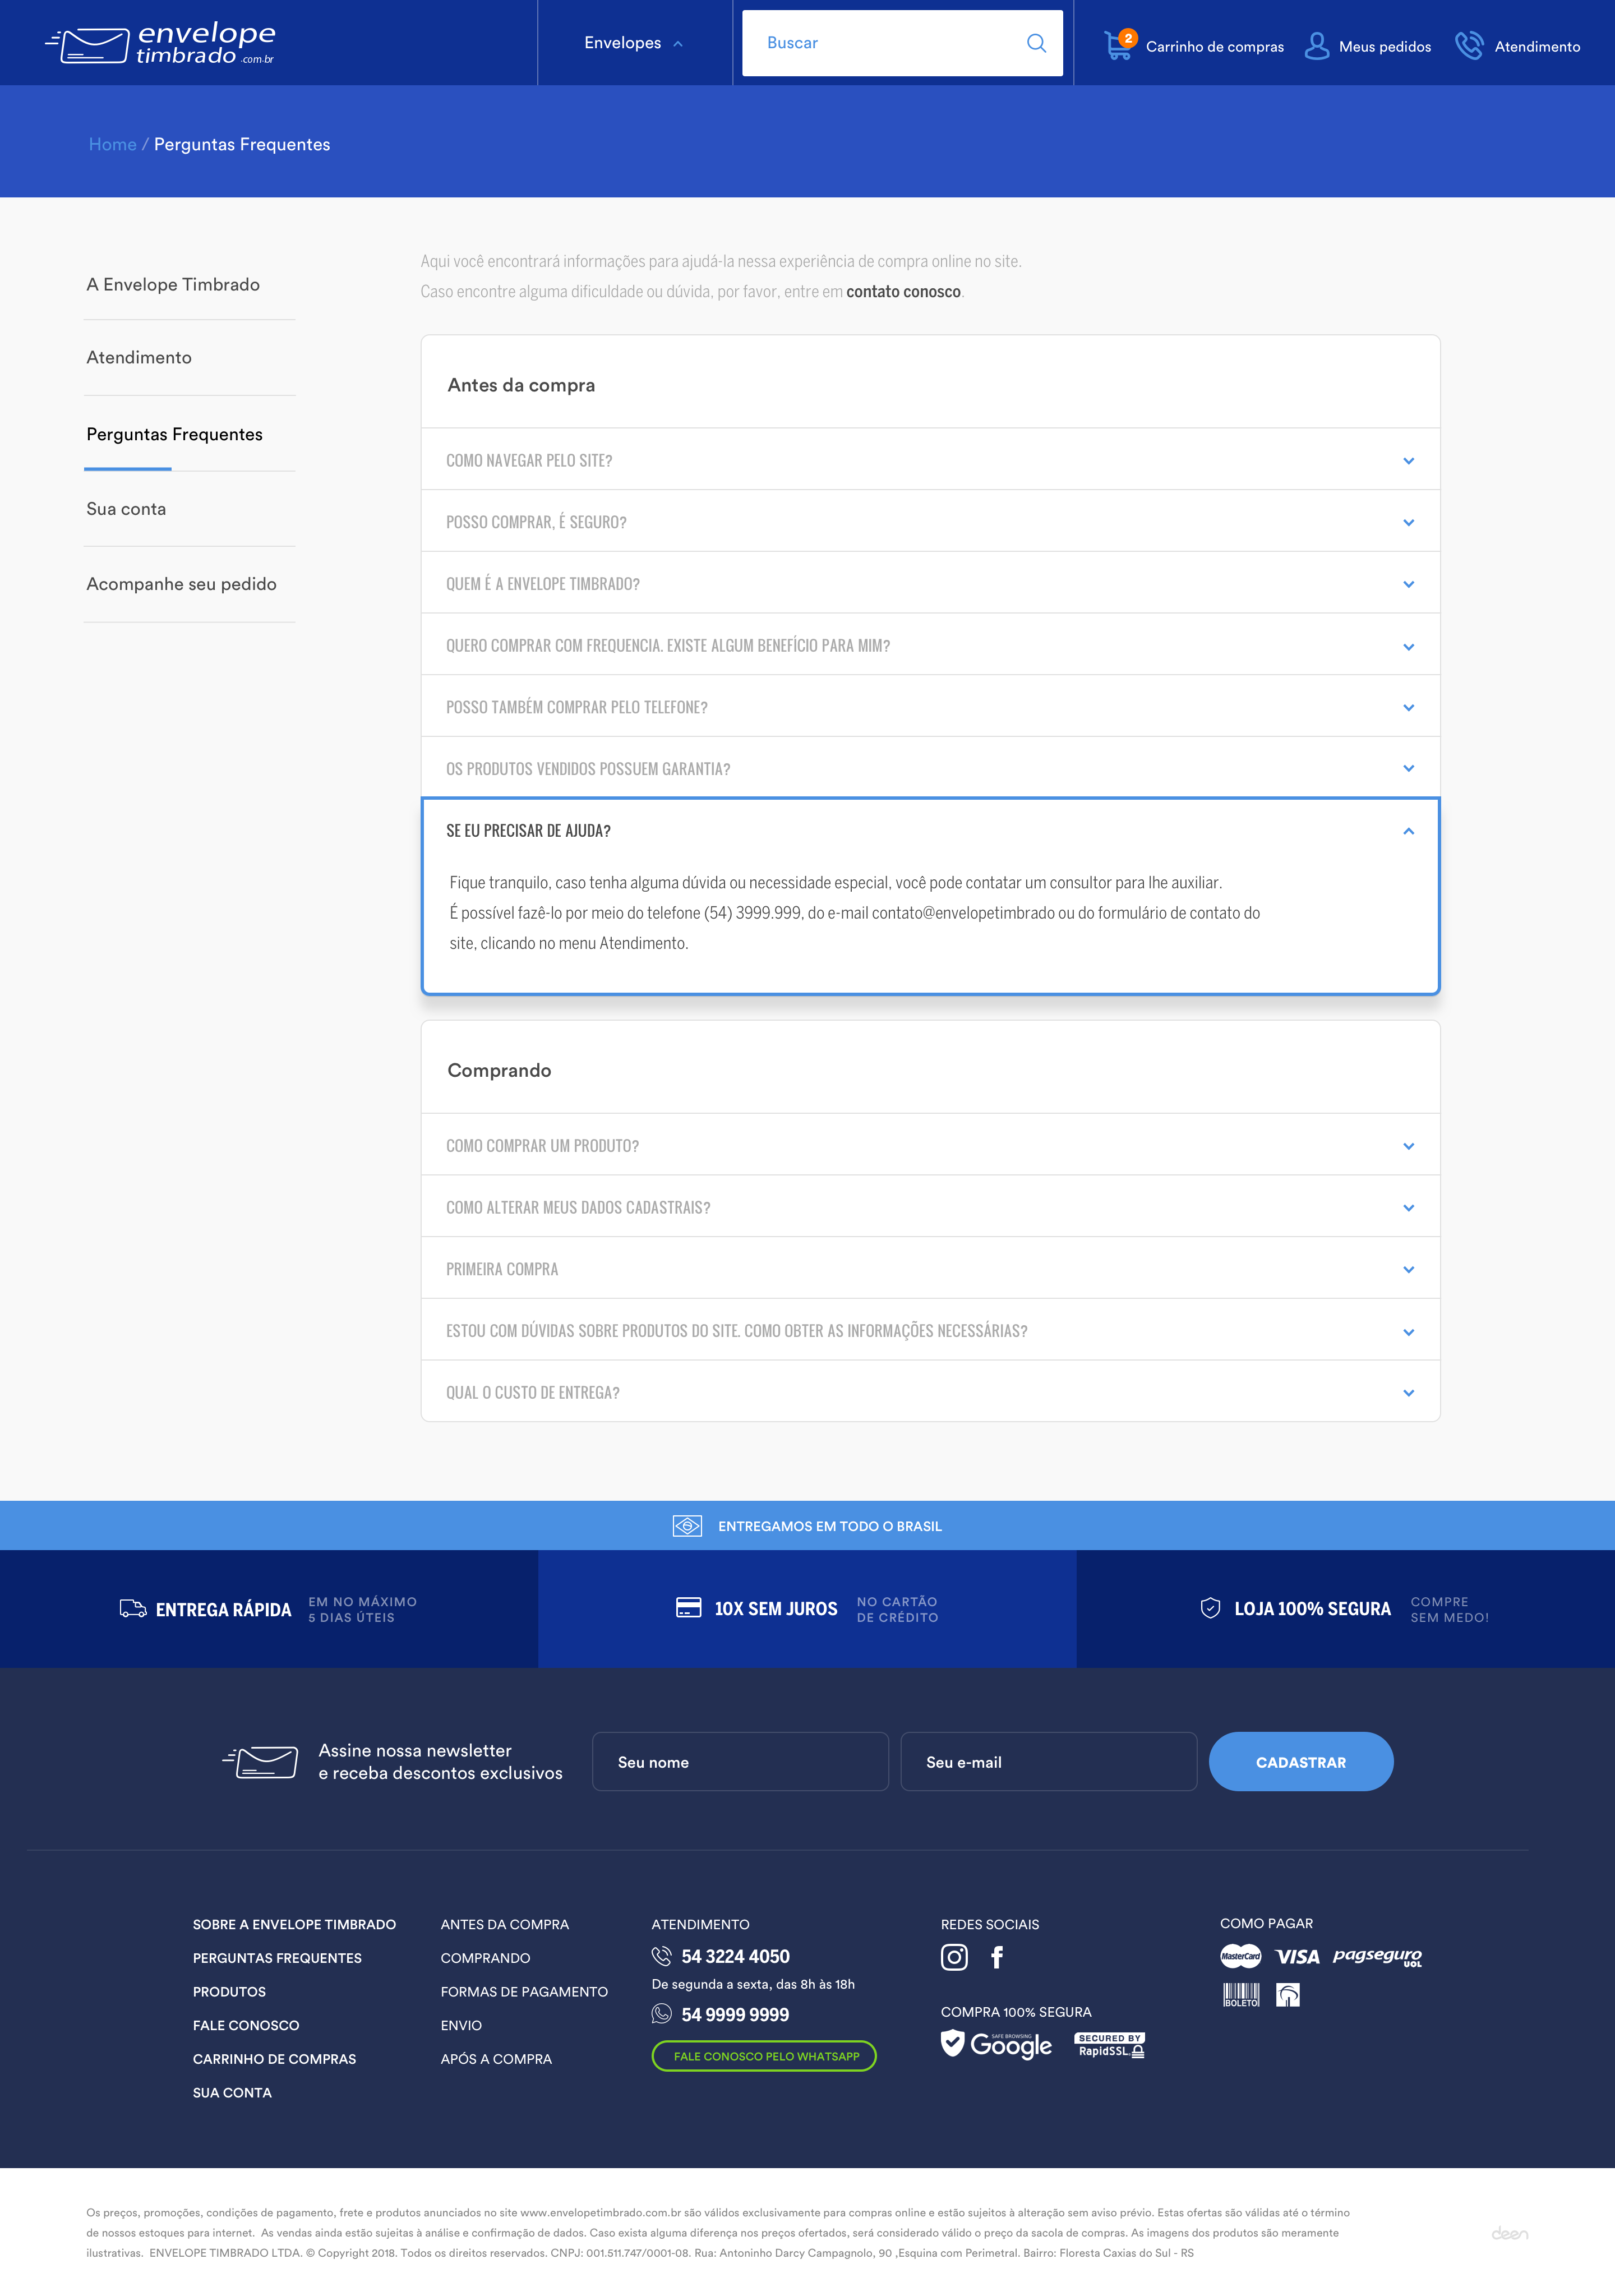 envelope
timbrado .com.br
Envelopes
Buscar
2
Carrinho de compras
Meus pedidos
Atendimento
Home / Perguntas Frequentes
A Envelope Timbrado
Atendimento
Perguntas Frequentes
Sua conta
Acompanhe seu pedido
Aqui você encontrará informações para ajudá-la nessa experiência de compra online no site.
Caso encontre alguma dificuldade ou dúvida, por favor, entre em contato conosco.
Antes da compra
COMO NAVEGAR PELO SITE?
POSSO COMPRAR, É SEGURO?
QUEM É A ENVELOPE TIMBRADO?
QUERO COMPRAR COM FREQUENCIA. EXISTE ALGUM BENEFÍCIO PARA MIM?
POSSO TAMBÉM COMPRAR PELO TELEFONE?
OS PRODUTOS VENDIDOS POSSUEM GARANTIA?
SE EU PRECISAR DE AJUDA?
Fique tranquilo, caso tenha alguma dúvida ou necessidade especial, você pode contatar um consultor para lhe auxiliar.
É possível fazê-lo por meio do telefone (54) 3999.999, do e-mail contato@envelopetimbrado ou do formulário de contato do
site, clicando no menu Atendimento.
Comprando
COMO COMPRAR UM PRODUTO?
COMO ALTERAR MEUS DADOS CADASTRAIS?
PRIMEIRA COMPRA
ESTOU COM DÚVIDAS SOBRE PRODUTOS DO SITE. COMO OBTER AS INFORMAÇÕES NECESSÁRIAS?
QUAL O CUSTO DE ENTREGA?
ENTREGAMOS EM TODO O BRASIL
ENTREGA RÁPIDA
EM NO MÁXIMO
5 DIAS ÚTEIS
10X SEM JUROS
NO CARTÃO
DE CRÉDITO
LOJA 100% SEGURA
COMPRE
SEM MEDO!
Assine nossa newsletter
e receba descontos exclusivos
Seu nome
Seu e-mail
CADASTRAR
SOBRE A ENVELOPE TIMBRADO
PERGUNTAS FREQUENTES
PRODUTOS
FALE CONOSCO
CARRINHO DE COMPRAS
SUA CONTA
ANTES DA COMPRA
COMPRANDO
FORMAS DE PAGAMENTO
ENVIO
APÓS A COMPRA
ATENDIMENTO
54 3224 4050
De segunda a sexta, das 8h às 18h
54 9999 9999
FALE CONOSCO PELO WHATSAPP
REDES SOCIAIS
COMPRA 100% SEGURA
SAFE BROWSING
Google
SECURED BY
RapidSSL
COMO PAGAR
MasterCard
VISA
pagseguro
UOL
BOLETO
Os preços, promoções, condições de pagamento, frete e produtos anunciados no site www.envelopetimbrado.com.br são válidos exclusivamente para compras online e estão sujeitos à alteração sem aviso prévio. Estas ofertas são válidas até o término
de nossos estoques para internet. As vendas ainda estão sujeitas à análise e confirmação de dados. Caso exista alguma diferença nos preços ofertados, será considerado válido o preço da sacola de compras. As imagens dos produtos são meramente
ilustrativas. ENVELOPE TIMBRADO LTDA. © Copyright 2018. Todos os direitos reservados. CNPJ: 001.511.747/0001-08. Rua: Antoninho Darcy Campagnolo, 90 ,Esquina com Perimetral. Bairro: Floresta Caxias do Sul - RS
deen